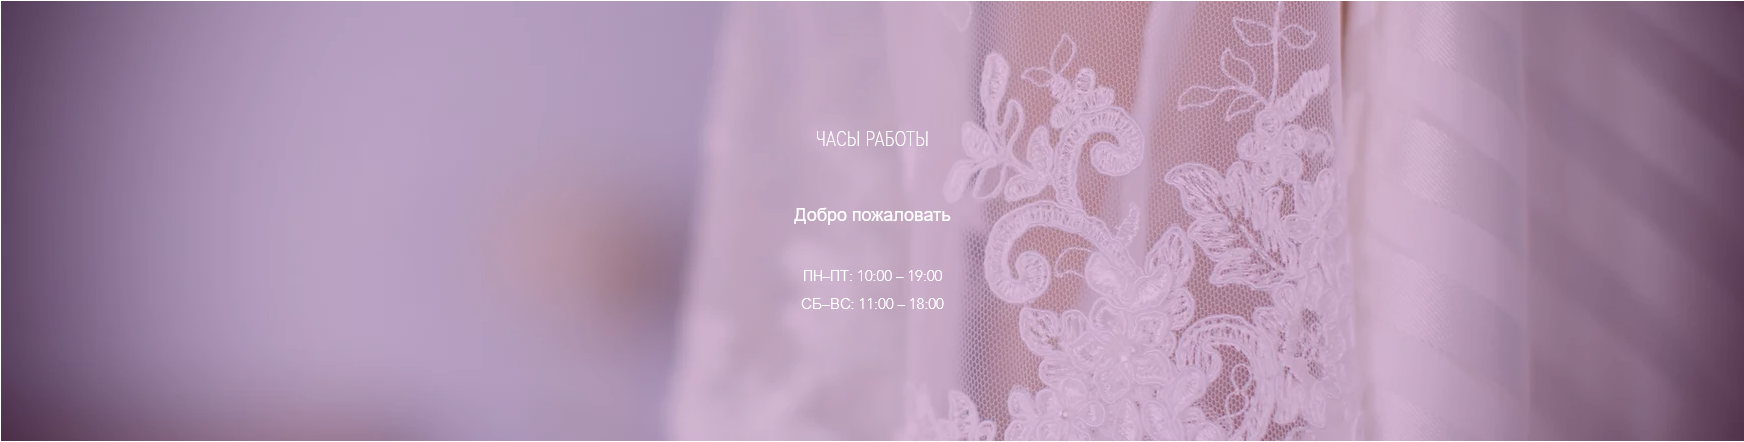 ЧАСЫ РАБОТЫ
Добро пожаловать
ПН–ПТ: 10:00 – 19:00
СБ–ВС: 11:00 – 18:00